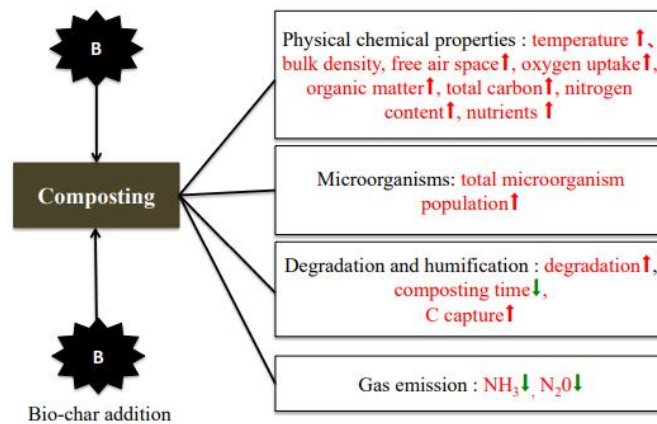 B
Physical chemical properties : temperature ⬆、
bulk density, free air space⬆, oxygen uptake⬆,
organic matter⬆, total carbon⬆, nitrogen
content⬆, nutrients ⬆
Composting
Microorganisms: total microorganism
population⬆
Degradation and humification : degradation⬆,
composting time⬇,
C capture⬆
B
Gas emission : NH₃⬇, N₂0⬇
Bio-char addition